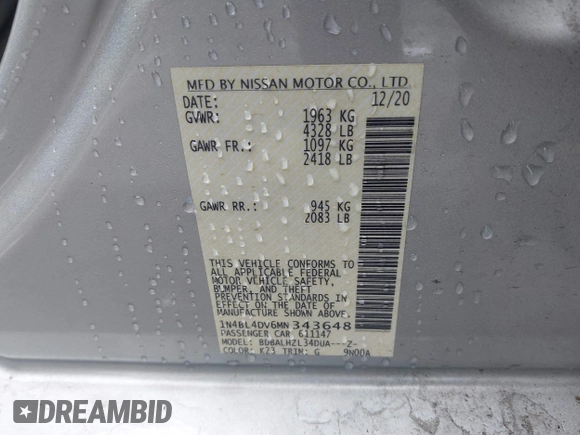 MFD BY NISSAN MOTOR CO., LTD.
DATE: 12/20
GVWR: 1963 KG
4328 LB
GAWR FR.: 1097 KG
2418 LB
GAWR RR.: 945 KG
2083 LB
THIS VEHICLE CONFORMS TO
ALL APPLICABLE FEDERAL
MOTOR VEHICLE SAFETY,
BUMPER, AND THEFT
PREVENTION STANDARDS IN
EFFECT ON THE DATE OF
MANUFACTURE SHOWN ABOVE.
1N4BL4DV6MN343648
PASSENGER CAR 611147
MODEL: BDBALHZL34DUA---Z-
COLOR: K23 TRIM: G 9N00A
DREAMBID
DREAMBID